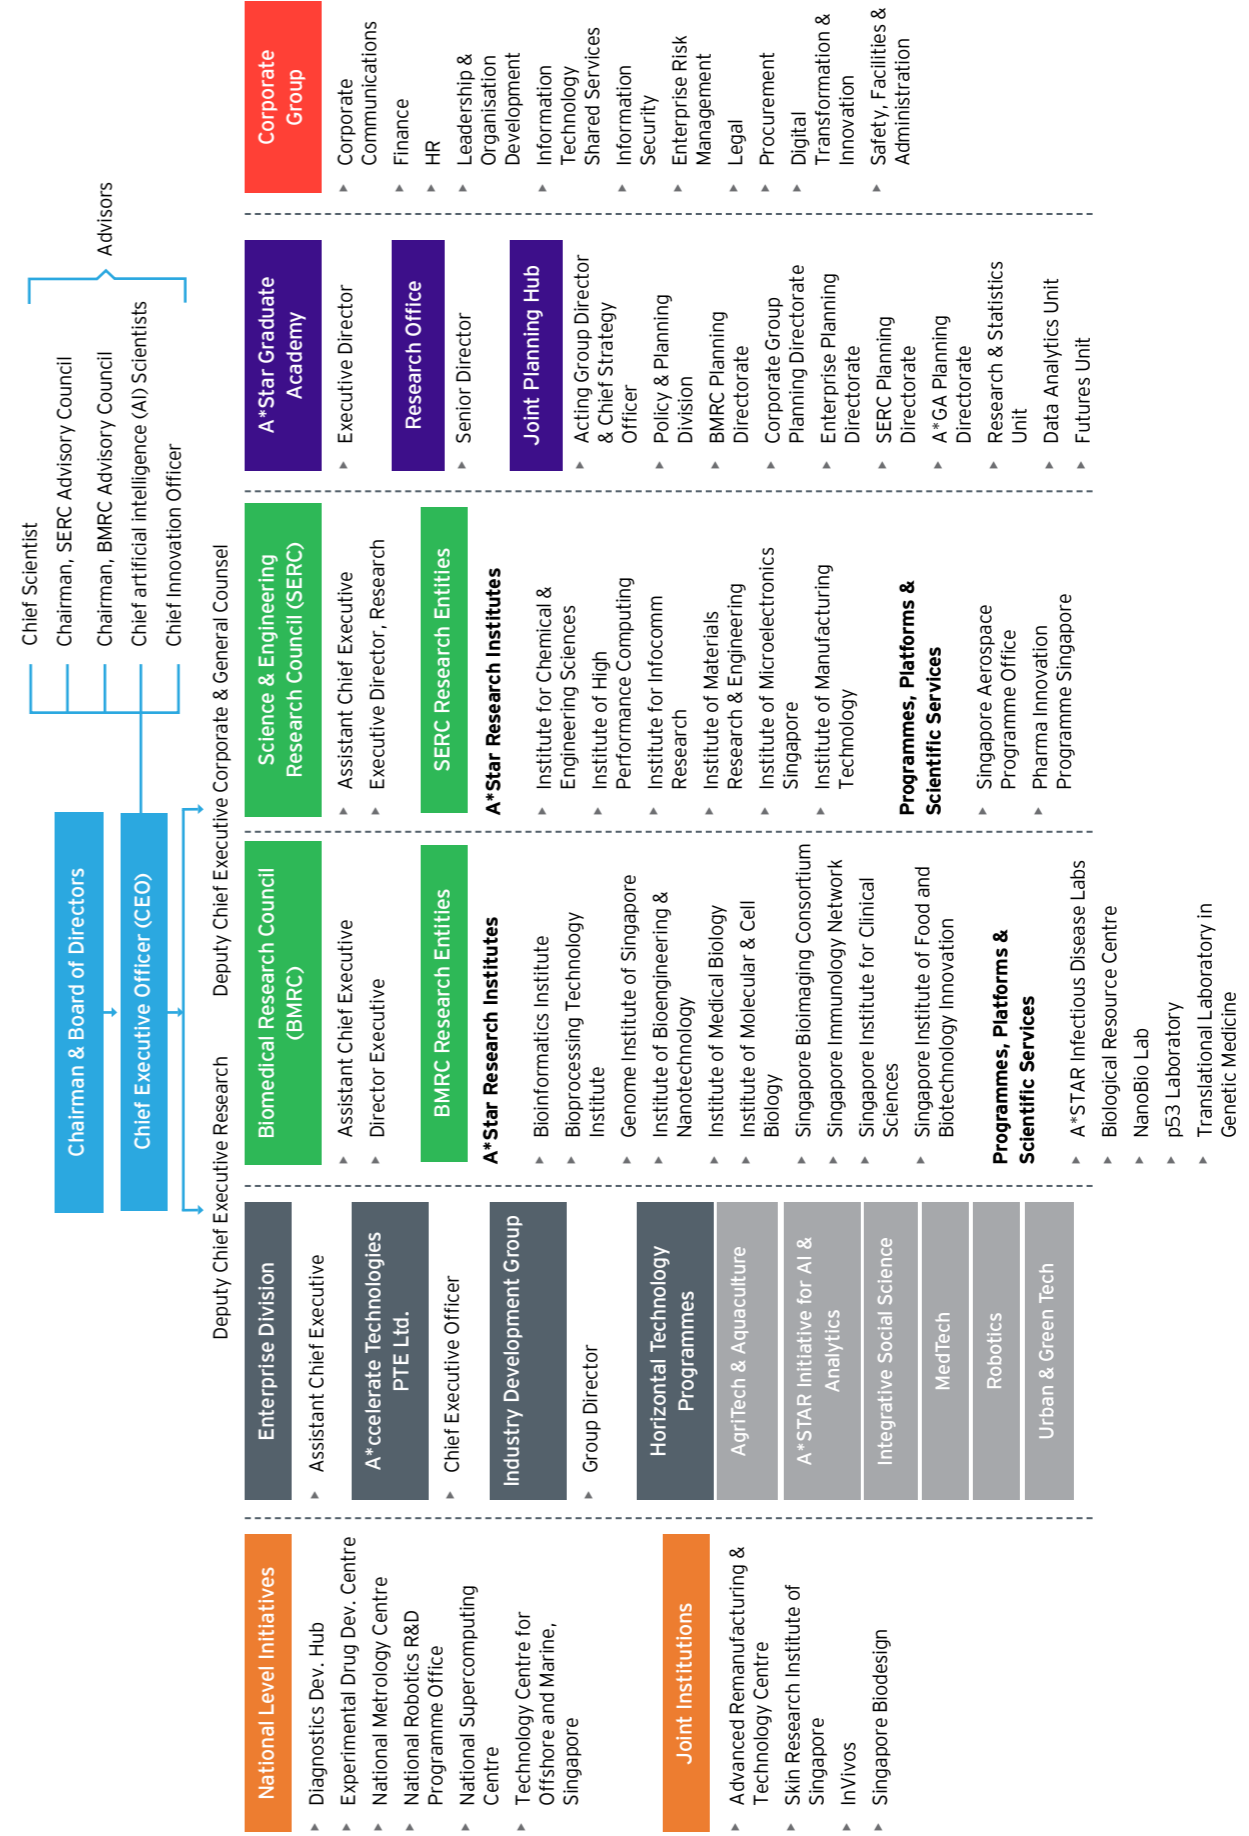 Chairman & Board of Directors
Chief Executive Officer (CEO)
Chief Scientist
Chairman, SERC Advisory Council
Chairman, BMRC Advisory Council
Chief artificial intelligence (AI) Scientists
Chief Innovation Officer
Advisors
Deputy Chief Executive Research
Deputy Chief Executive Corporate & General Counsel
National Level Initiatives
Diagnostics Dev. Hub
Experimental Drug Dev. Centre
National Metrology Centre
National Robotics R&D
Programme Office
National Supercomputing
Centre
Technology Centre for
Offshore and Marine,
Singapore
Joint Institutions
Advanced Remanufacturing &
Technology Centre
Skin Research Institute of
Singapore
InVivos
Singapore Biodesign
Enterprise Division
Assistant Chief Executive
A*ccelerate Technologies
PTE Ltd.
Chief Executive Officer
Industry Development Group
Group Director
Horizontal Technology
Programmes
AgriTech & Aquaculture
A*STAR Initiative for AI &
Analytics
Integrative Social Science
MedTech
Robotics
Urban & Green Tech
Biomedical Research Council
(BMRC)
Assistant Chief Executive
Director Executive
BMRC Research Entities
A*Star Research Institutes
Bioinformatics Institute
Bioprocessing Technology
Institute
Genome Institute of Singapore
Institute of Bioengineering &
Nanotechnology
Institute of Medical Biology
Institute of Molecular & Cell
Biology
Singapore Bioimaging Consortium
Singapore Immunology Network
Singapore Institute for Clinical
Sciences
Singapore Institute of Food and
Biotechnology Innovation
Programmes, Platforms &
Scientific Services
A*STAR Infectious Disease Labs
Biological Resource Centre
NanoBio Lab
p53 Laboratory
Translational Laboratory in
Genetic Medicine
Science & Engineering
Research Council (SERC)
Assistant Chief Executive
Executive Director, Research
SERC Research Entities
A*Star Research Institutes
Institute for Chemical &
Engineering Sciences
Institute of High
Performance Computing
Institute for Infocomm
Research
Institute of Materials
Research & Engineering
Institute of Microelectronics
Singapore
Institute of Manufacturing
Technology
Programmes, Platforms &
Scientific Services
Singapore Aerospace
Programme Office
Pharma Innovation
Programme Singapore
A*Star Graduate
Academy
Executive Director
Research Office
Senior Director
Joint Planning Hub
Acting Group Director
& Chief Strategy
Officer
Policy & Planning
Division
BMRC Planning
Directorate
Corporate Group
Planning Directorate
Enterprise Planning
Directorate
SERC Planning
Directorate
A*GA Planning
Directorate
Research & Statistics
Unit
Data Analytics Unit
Futures Unit
Corporate
Group
Corporate
Communications
Finance
HR
Leadership &
Organisation
Development
Information
Technology
Shared Services
Information
Security
Enterprise Risk
Management
Legal
Procurement
Digital
Transformation &
Innovation
Safety, Facilities &
Administration